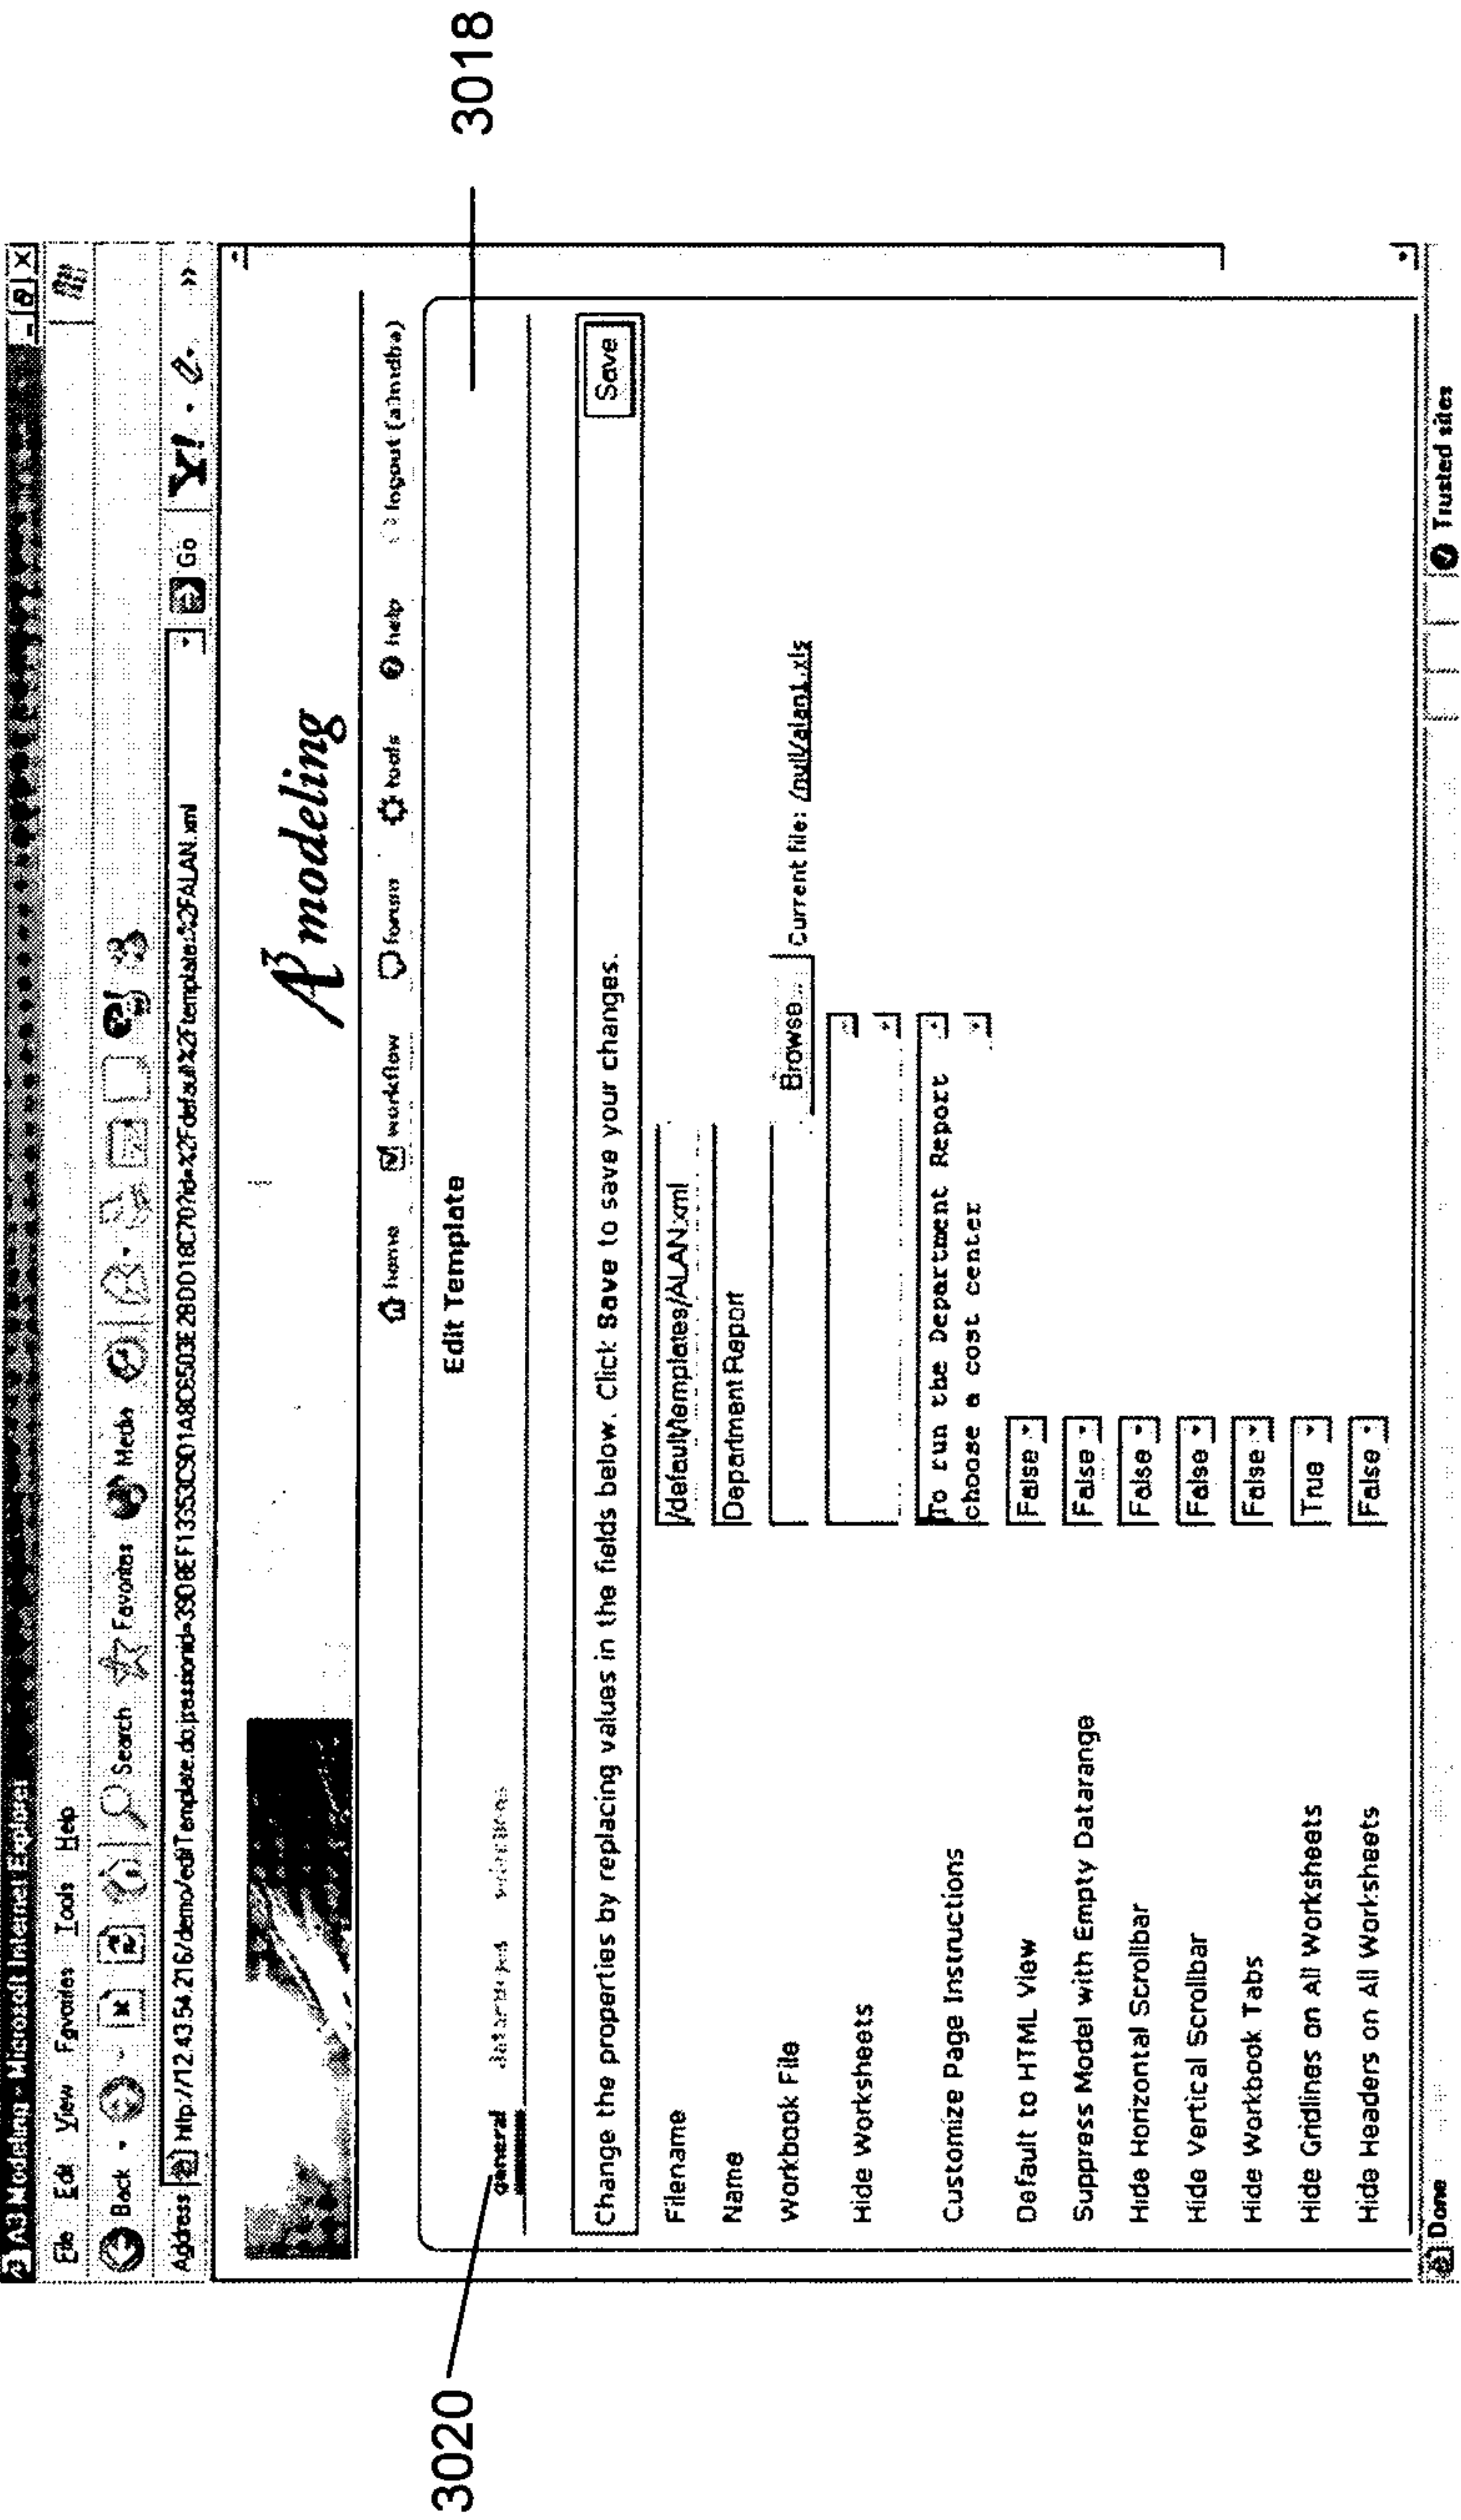 A3 Modeling - Microsoft Internet Explorer
File Edit View Favorites Tools Help
Back Search Favorites Media
Address Go Y!
A3 modeling
home workflow forum tools help logout
3018
Edit Template
3020
general
Change the properties by replacing values in the fields below. Click Save to save your changes. Save
Filename /default/templates/ALAN.xml
Name Department Report
Workbook File Browse... Current file: /null/alan1.xls
Hide Worksheets
Customize Page Instructions To run the Department Report
choose a cost center
Default to HTML View False
Suppress Model with Empty Datarange False
Hide Horizontal Scrollbar False
Hide Vertical Scrollbar False
Hide Workbook Tabs False
Hide Gridlines on All Worksheets True
Hide Headers on All Worksheets False
Done Trusted sites